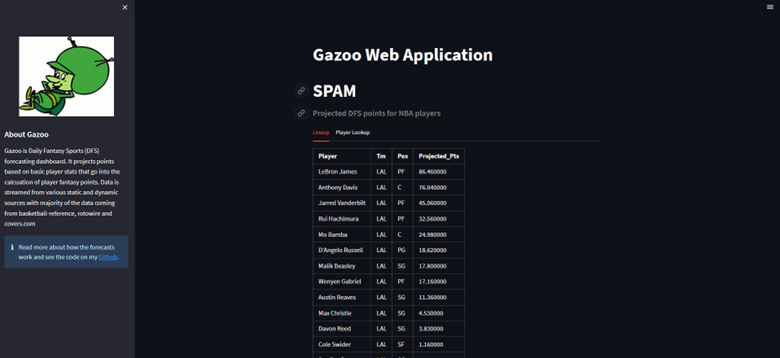 About Gazoo
Gazoo is Daily Fantasy Sports (DFS)
forecasting dashboard. It projects points
based on basic player stats that go into the
calcuation of player fantasy points. Data is
streamed from various static and dynamic
sources with majority of the data coming
from basketball-reference, rotowire and
covers.com
Read more about how the forecasts
work and see the code on my Github.
Gazoo Web Application
SPAM
Projected DFS points for NBA players
Lineup Player Lookup
Player Tm Pos Projected_Pts
LeBron James LAL PF 86.460000
Anthony Davis LAL C 76.040000
Jarred Vanderbilt LAL PF 45.060000
Rui Hachimura LAL PF 32.560000
Mo Bamba LAL C 24.980000
D'Angelo Russell LAL PG 18.620000
Malik Beasley LAL SG 17.800000
Wenyen Gabriel LAL PF 17.160000
Austin Reaves LAL SG 11.360000
Max Christie LAL SG 4.530000
Davon Reed LAL SG 3.830000
Cole Swider LAL SF 1.160000